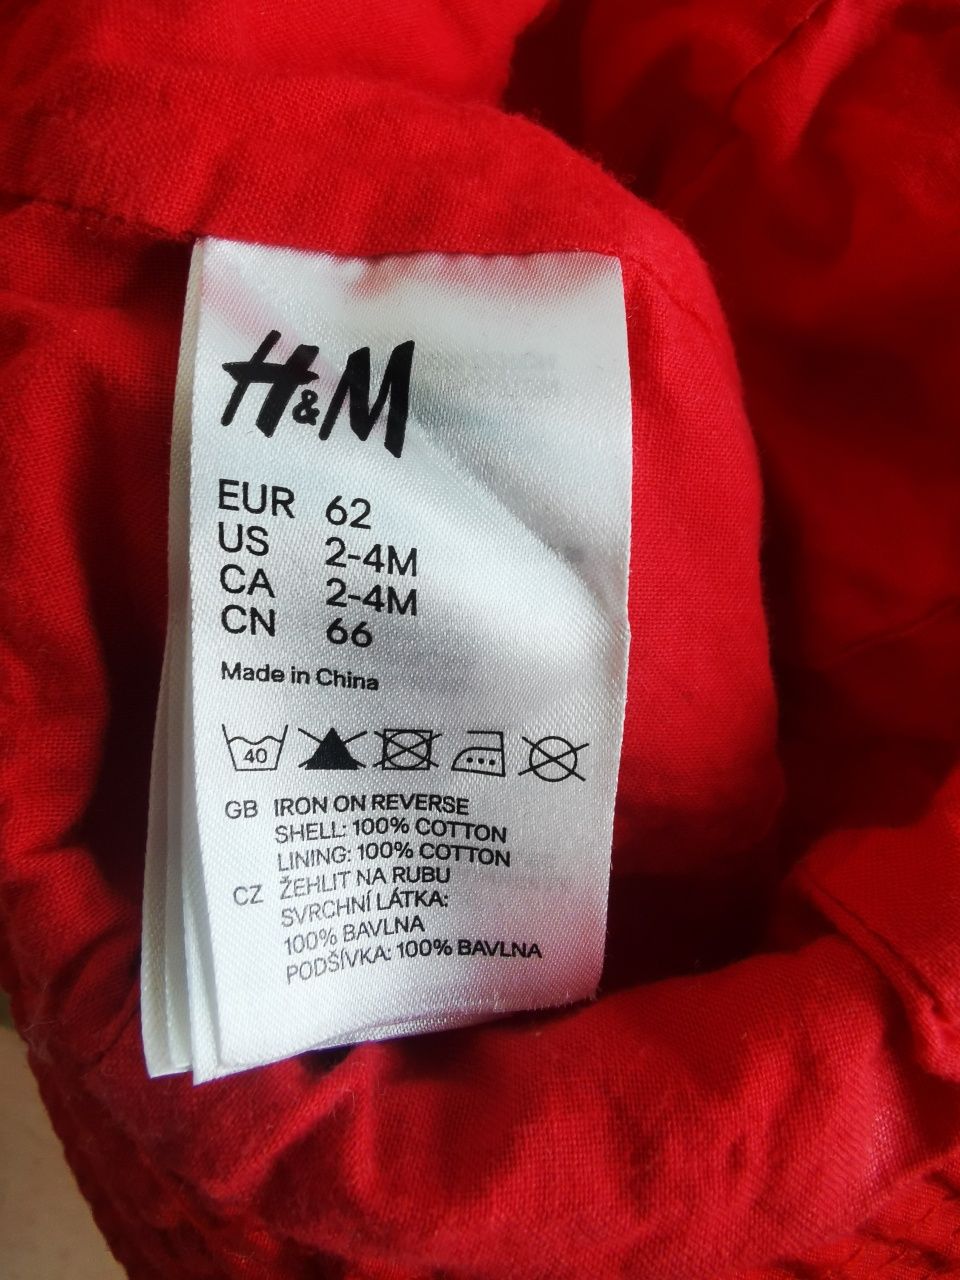 H&M
EUR 62
US 2-4M
CA 2-4M
CN 66
Made in China
40
GB IRON ON REVERSE
SHELL: 100% COTTON
LINING: 100% COTTON
CZ ŽEHLIT NA RUBU
SVRCHNÍ LÁTKA:
100% BAVLNA
PODŠÍVKA: 100% BAVLNA